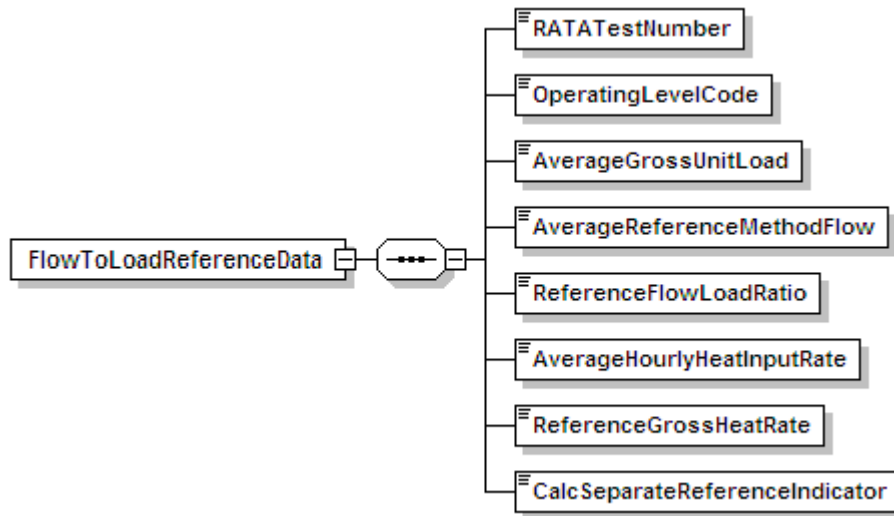 RATATestNumber
OperatingLevelCode
AverageGrossUnitLoad
AverageReferenceMethodFlow
FlowToLoadReferenceData
ReferenceFlowLoadRatio
AverageHourlyHeatInputRate
ReferenceGrossHeatRate
CalcSeparateReferenceIndicator